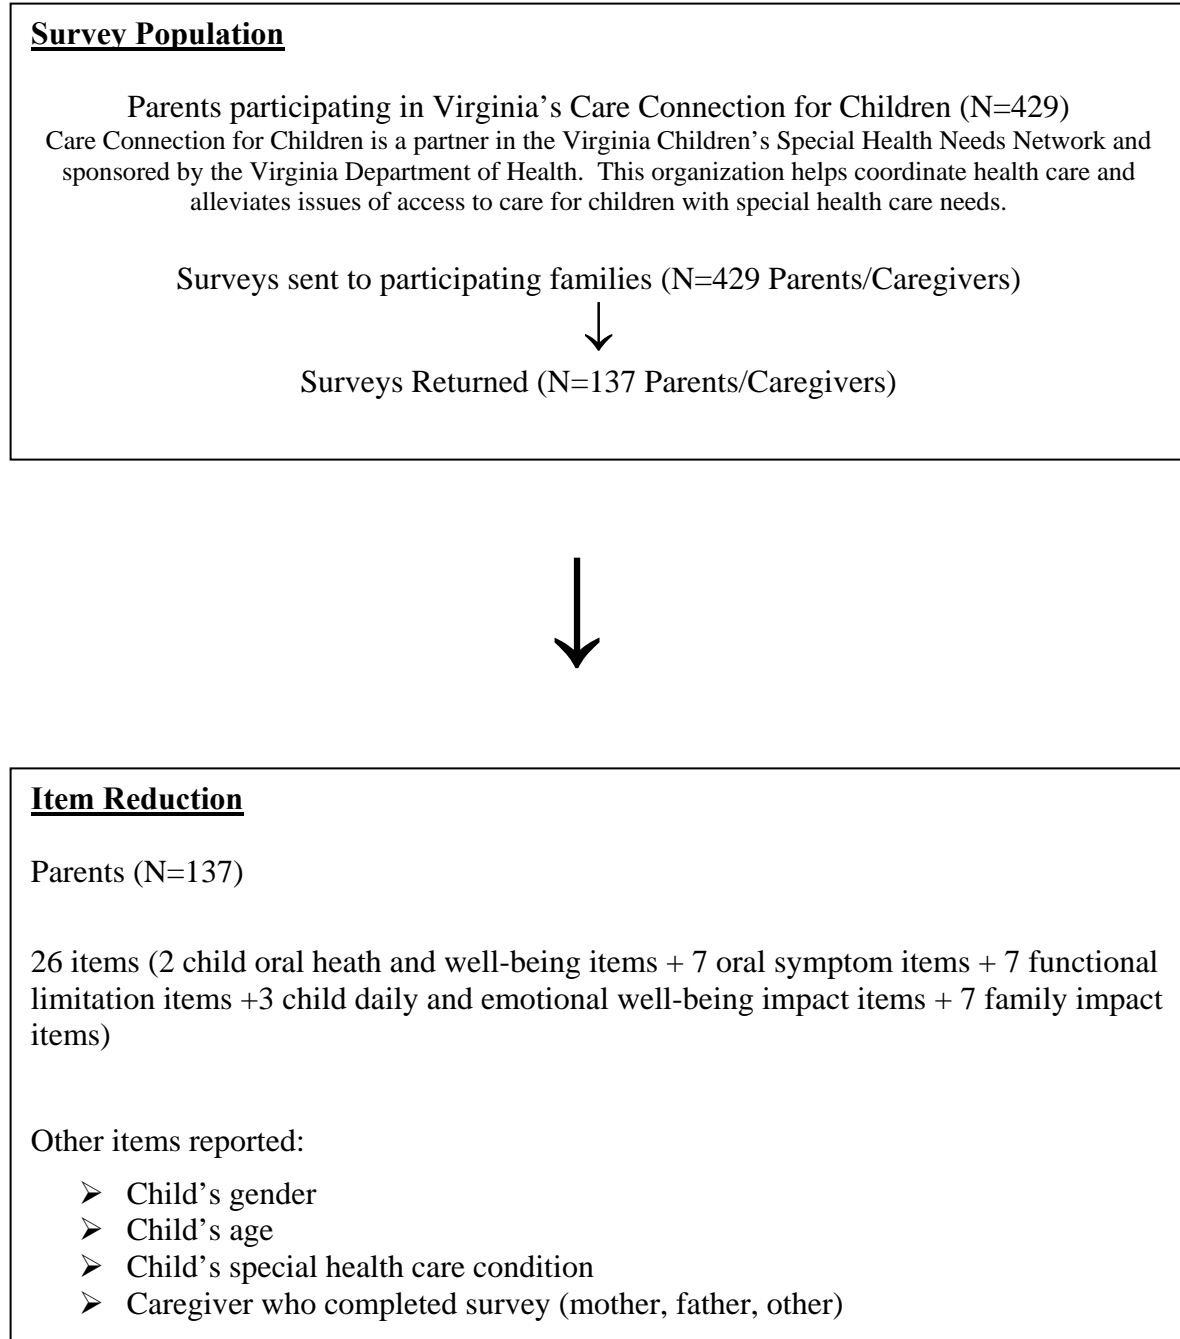 Survey Population
Parents participating in Virginia’s Care Connection for Children (N=429)
Care Connection for Children is a partner in the Virginia Children’s Special Health Needs Network and
sponsored by the Virginia Department of Health.  This organization helps coordinate health care and
alleviates issues of access to care for children with special health care needs.
Surveys sent to participating families (N=429 Parents/Caregivers)
Surveys Returned (N=137 Parents/Caregivers)
Item Reduction
Parents (N=137)
26 items (2 child oral heath and well-being items + 7 oral symptom items + 7 functional
limitation items +3 child daily and emotional well-being impact items + 7 family impact
items)
Other items reported:
➢ Child’s gender
➢ Child’s age
➢ Child’s special health care condition
➢ Caregiver who completed survey (mother, father, other)